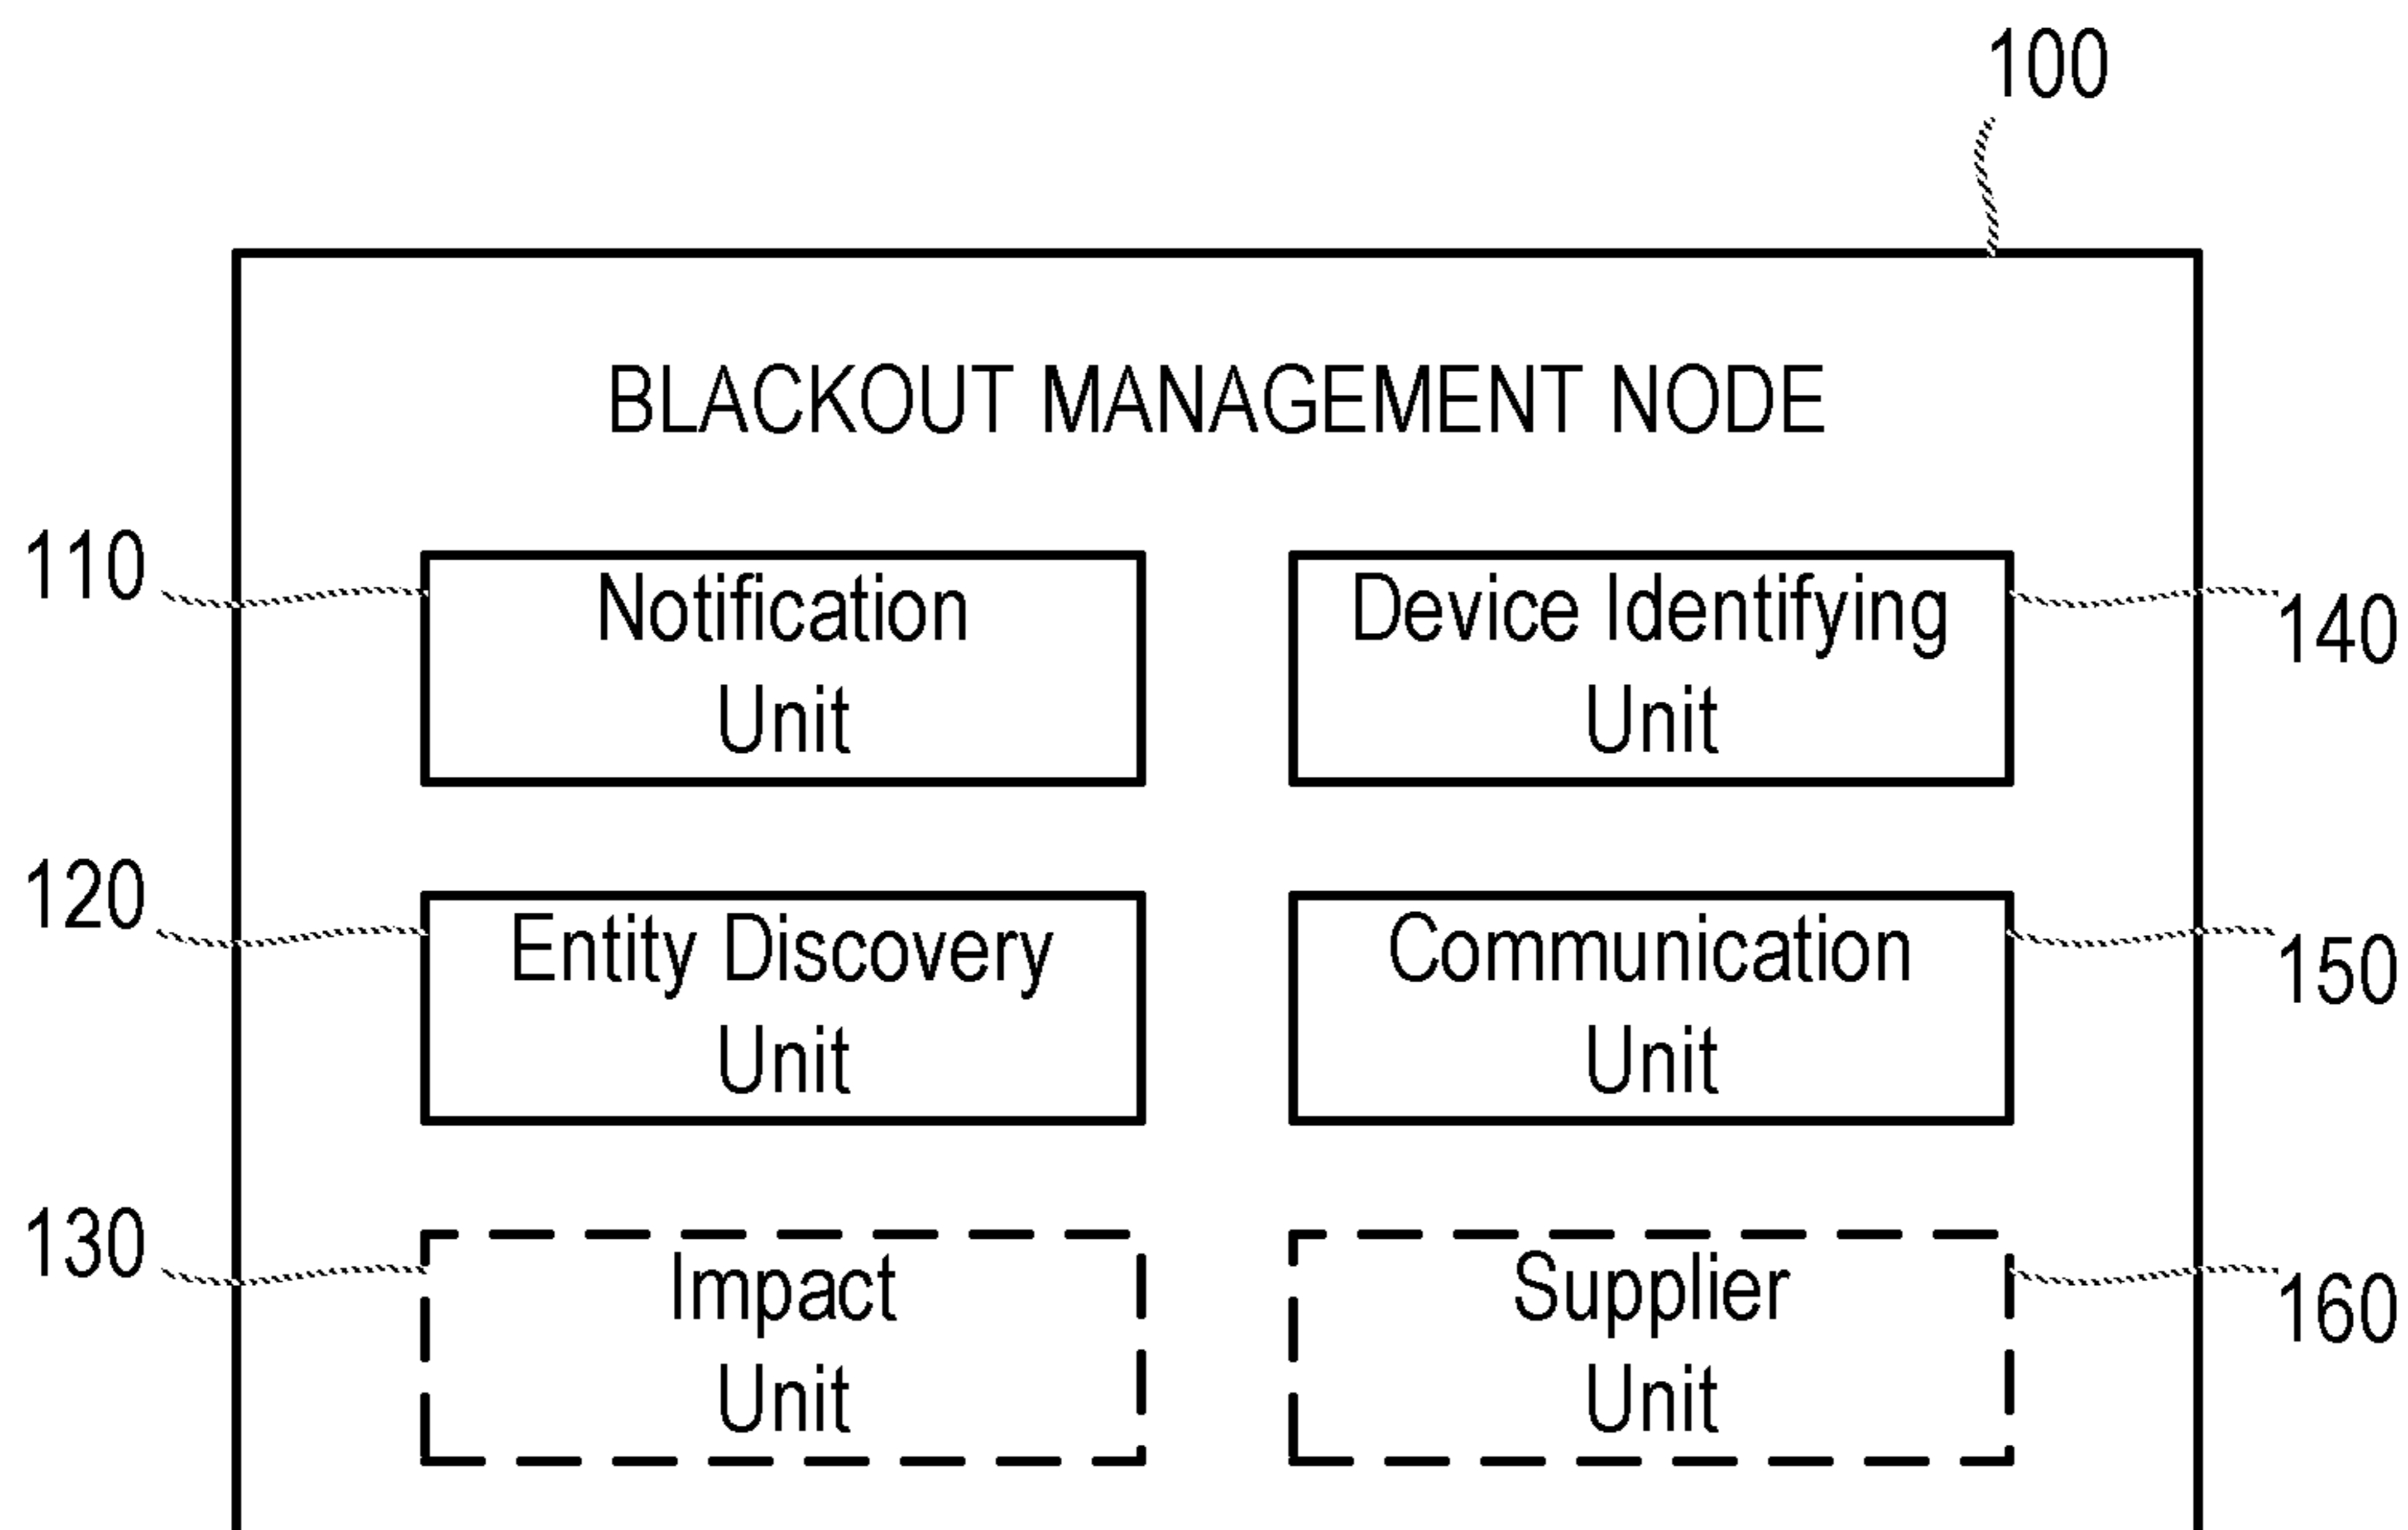 100
BLACKOUT MANAGEMENT NODE
110
Notification
Unit
Device Identifying
Unit
140
120
Entity Discovery
Unit
Communication
Unit
150
130
Impact
Unit
Supplier
Unit
160